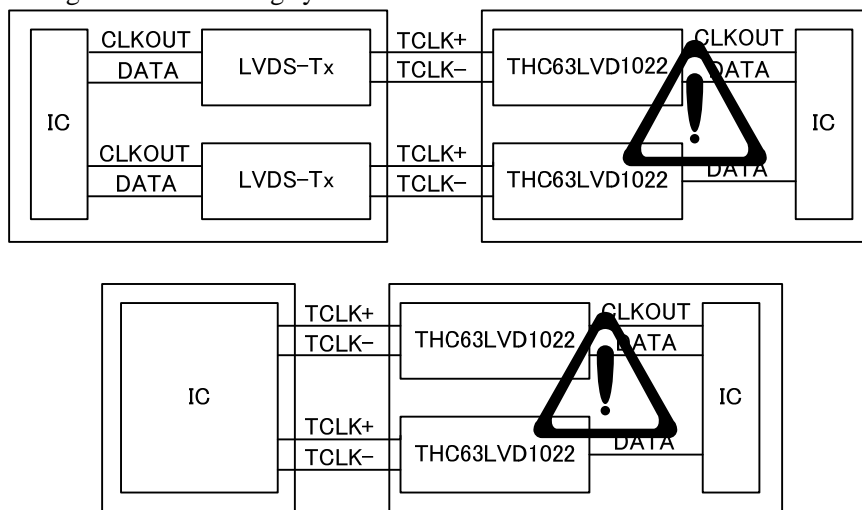 CLKOUT
DATA
IC
LVDS-Tx
TCLK+
TCLK-
THC63LVD1022
CLKOUT
DATA
IC
CLKOUT
DATA
LVDS-Tx
TCLK+
TCLK-
THC63LVD1022
DATA
IC
TCLK+
TCLK-
THC63LVD1022
CLKOUT
DATA
IC
TCLK+
TCLK-
THC63LVD1022
DATA